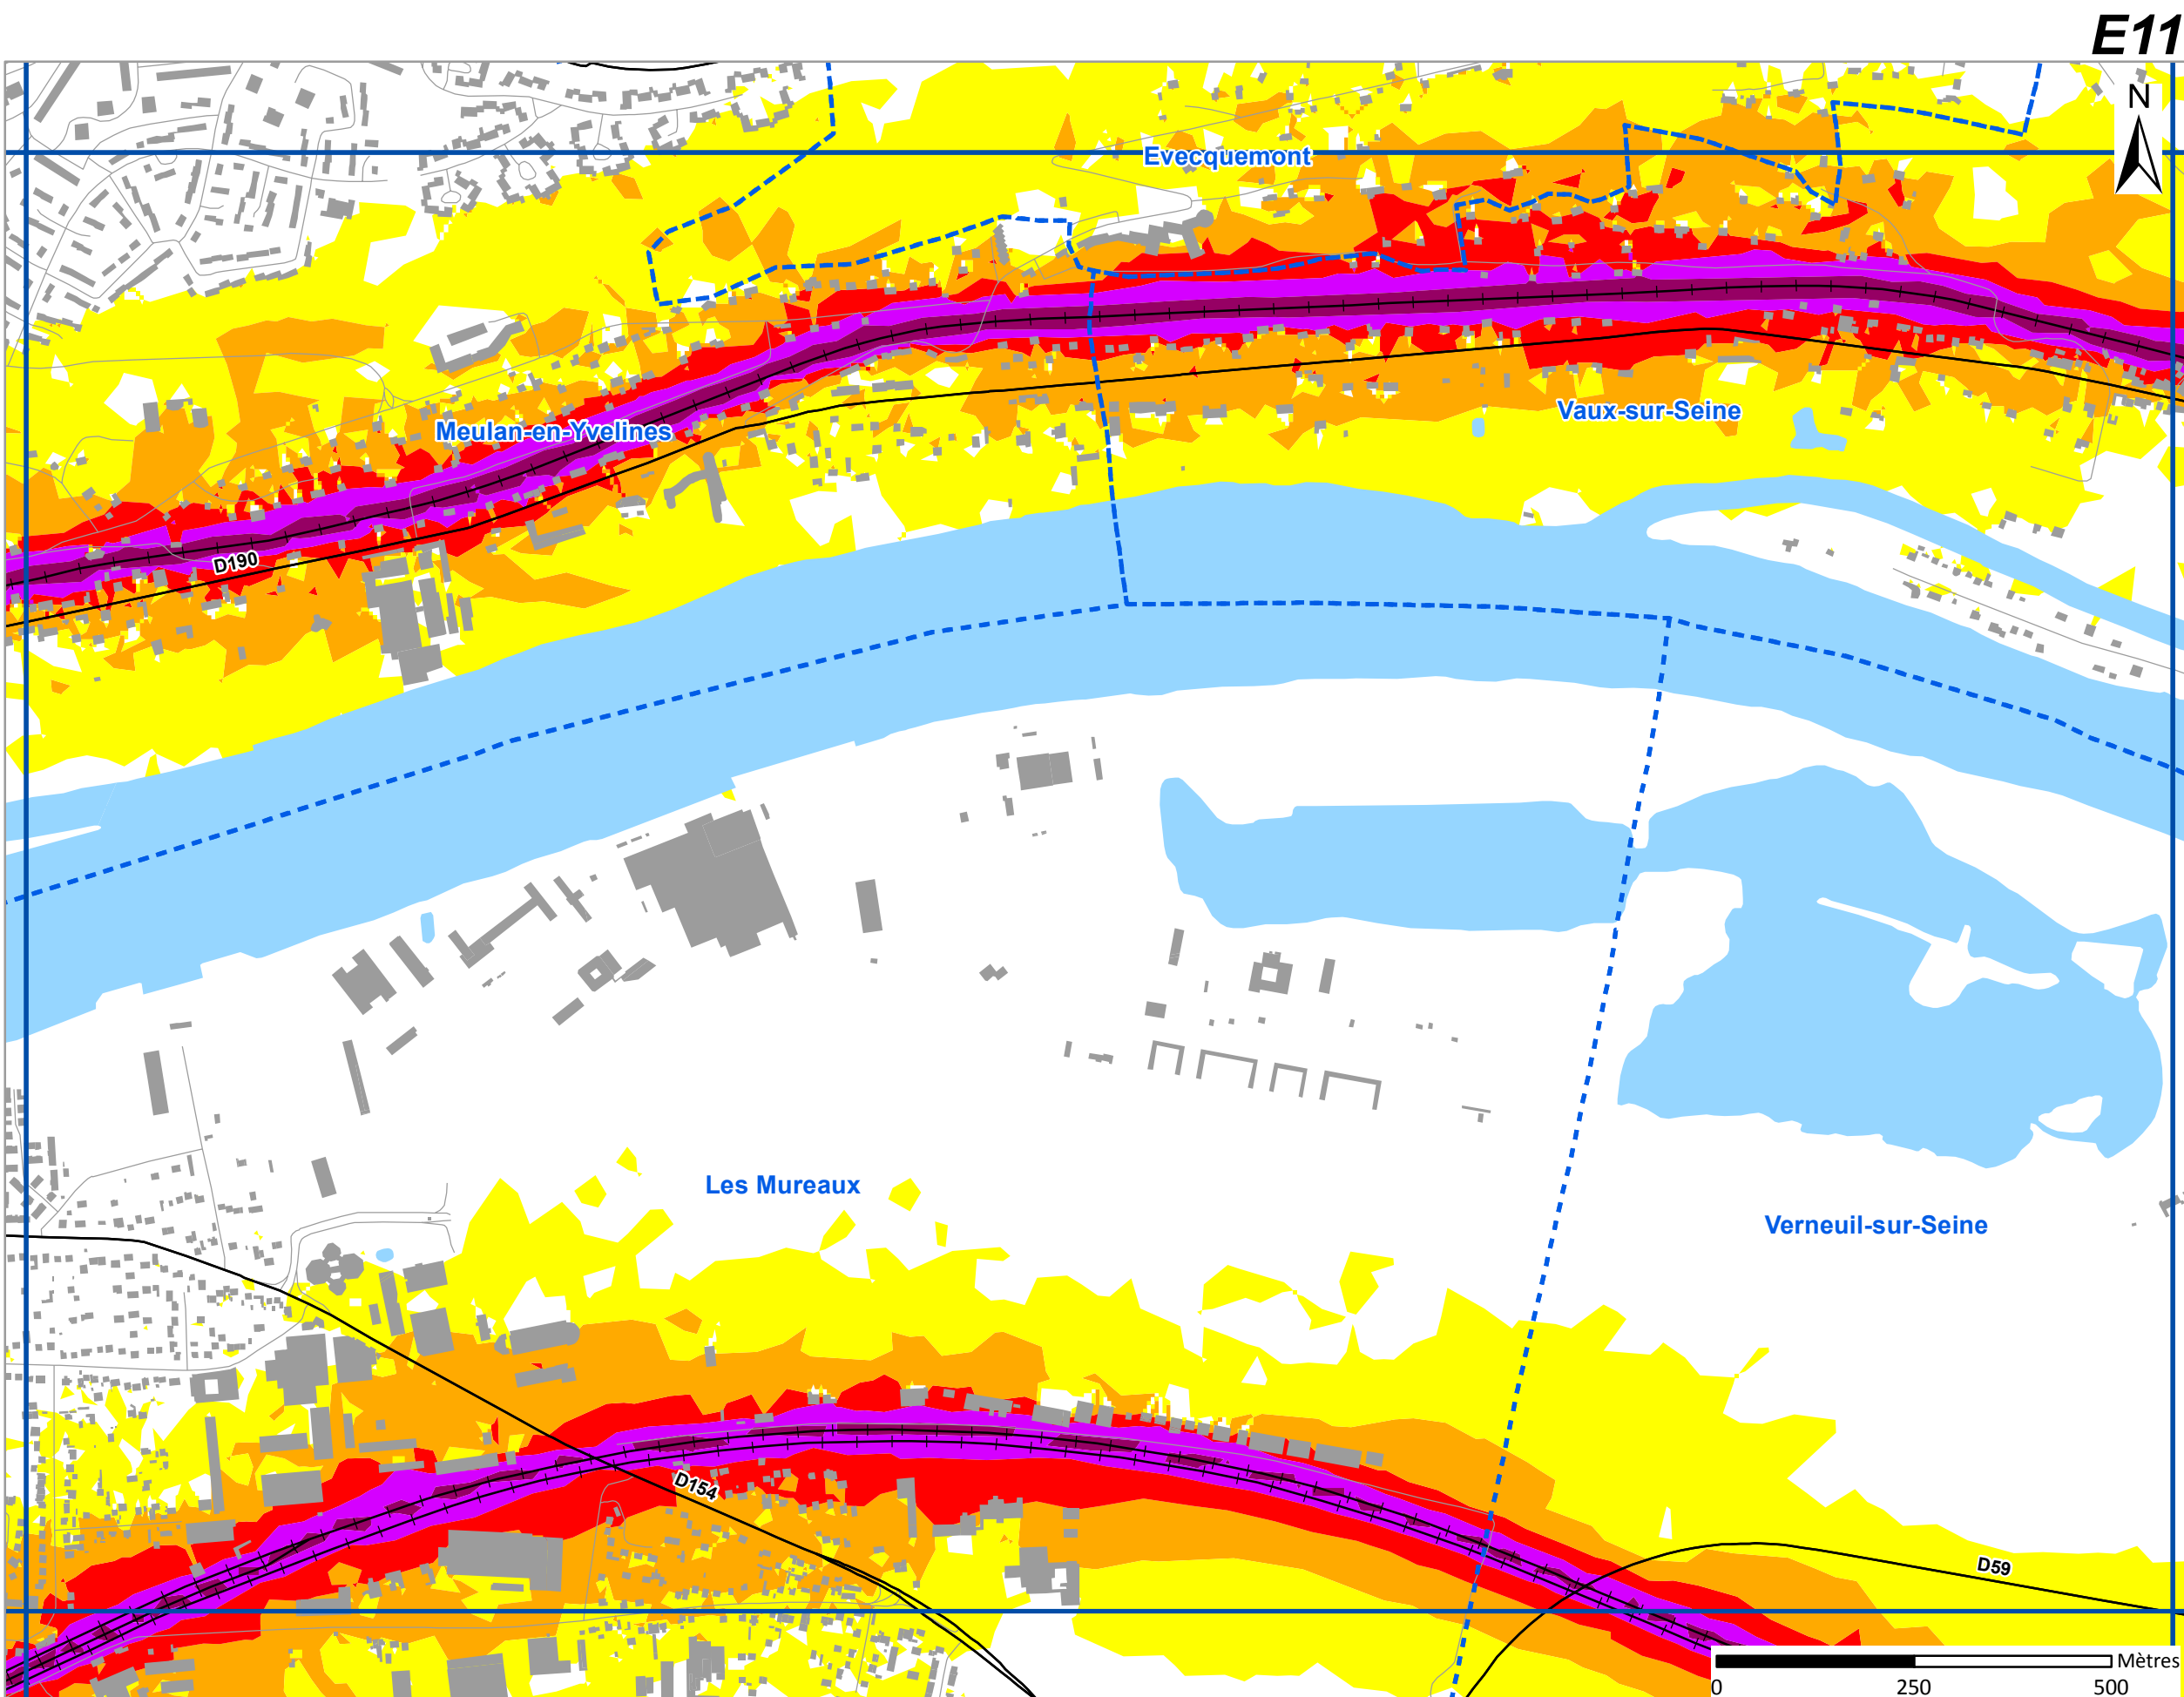 E11
N
Evecquemont
Vaux-sur-Seine
Meulan-en-Yvelines
D190
Les Mureaux
Verneuil-sur-Seine
D154
D59
Mètres
0 250 500